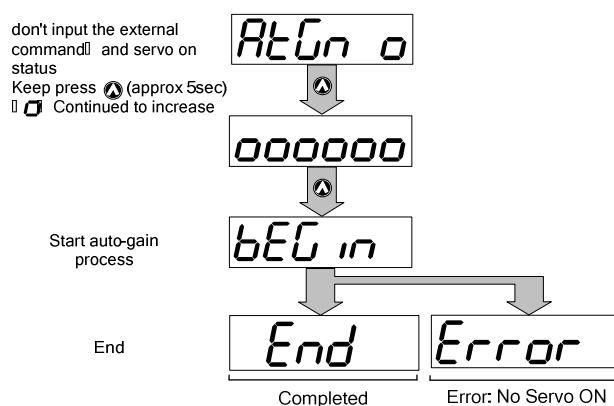 don't input the external
command▯ and servo on
status
Keep press (approx 5sec)
▯ o Continued to increase
AtGn o
oooooo
Start auto-gain
process
bEGin
End
End
Error
Completed
Error: No Servo ON